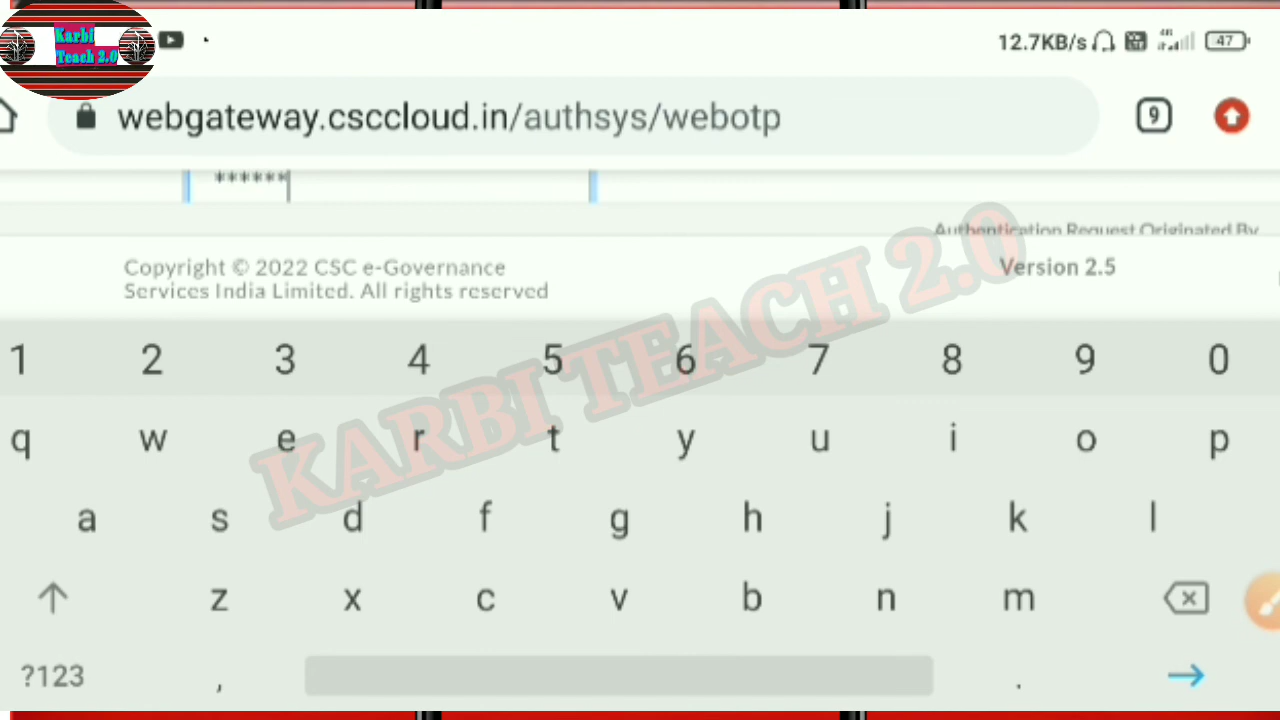 Karbi
Teach 2.0
12.7KB/s
4G
47
webgateway.csccloud.in/authsys/webotp
9
******
Authentication Request Originated By
Copyright © 2022 CSC e-Governance
Services India Limited. All rights reserved
Version 2.5
KARBI TEACH 2.0
1 2 3 4 5 6 7 8 9 0
q w e r t y u i o p
a s d f g h j k l
z x c v b n m
?123 , .